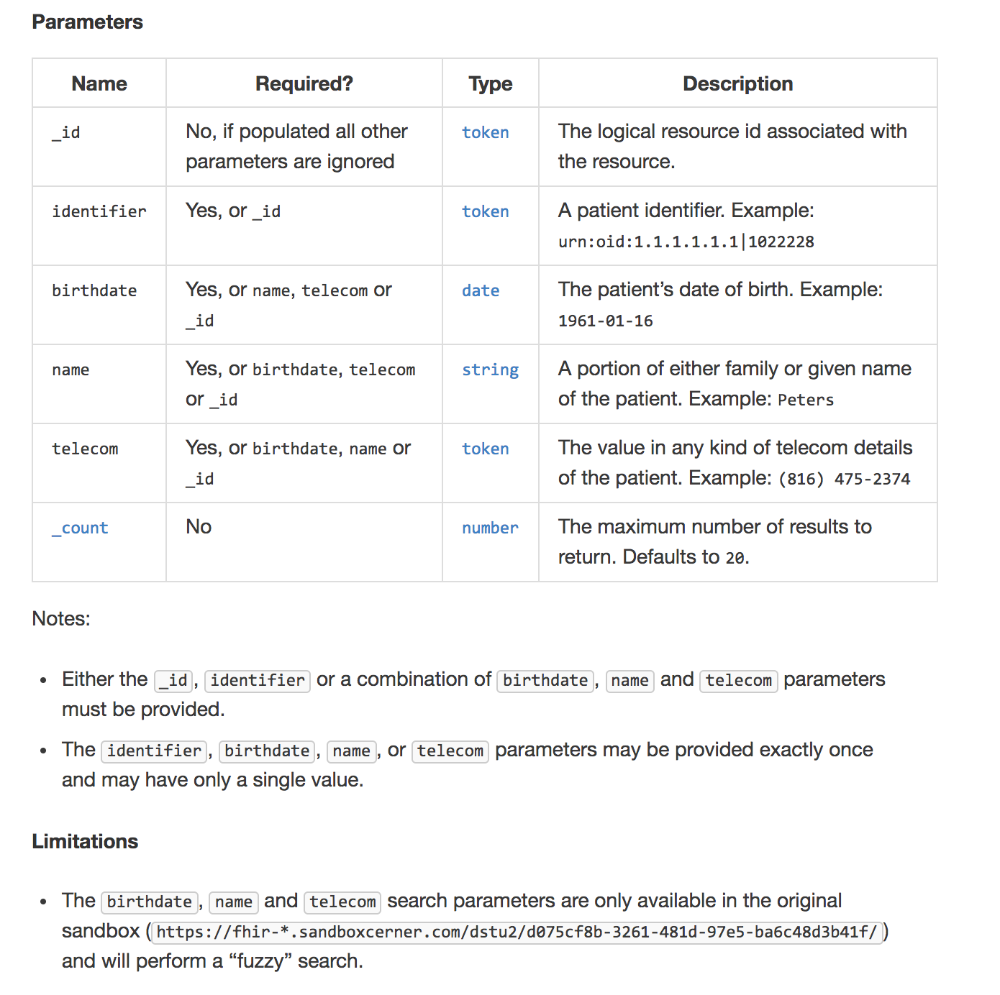 Parameters
Name Required? Type Description
_id No, if populated all other token The logical resource id associated with
parameters are ignored the resource.
identifier Yes, or _id token A patient identifier. Example:
urn:oid:1.1.1.1.1.1|1022228
birthdate Yes, or name, telecom or date The patient’s date of birth. Example:
_id 1961-01-16
name Yes, or birthdate, telecom string A portion of either family or given name
or _id of the patient. Example: Peters
telecom Yes, or birthdate, name or token The value in any kind of telecom details
_id of the patient. Example: (816) 475-2374
_count No number The maximum number of results to
return. Defaults to 20.
Notes:
• Either the _id, identifier or a combination of birthdate, name and telecom parameters
must be provided.
• The identifier, birthdate, name, or telecom parameters may be provided exactly once
and may have only a single value.
Limitations
• The birthdate, name and telecom search parameters are only available in the original
sandbox (https://fhir-*.sandboxcerner.com/dstu2/d075cf8b-3261-481d-97e5-ba6c48d3b41f/)
and will perform a “fuzzy” search.